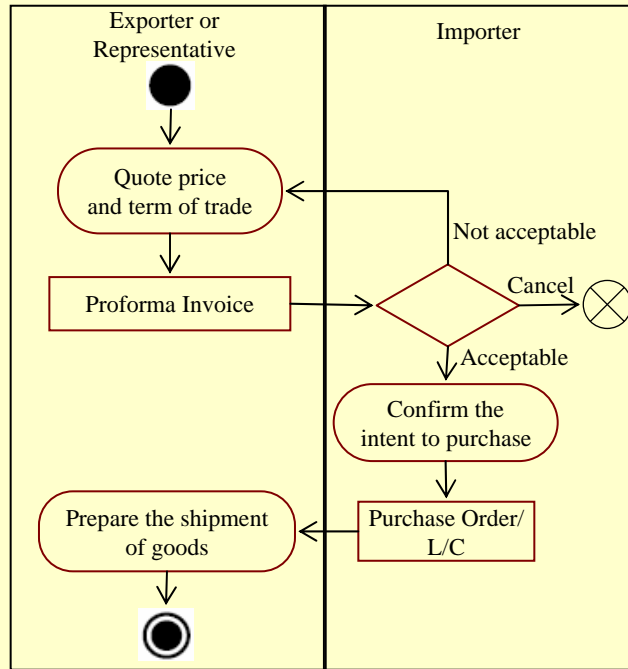 Exporter or
Representative
Importer
Quote price
and term of trade
Not acceptable
Proforma Invoice
Cancel
Acceptable
Confirm the
intent to purchase
Prepare the shipment
of goods
Purchase Order/
L/C